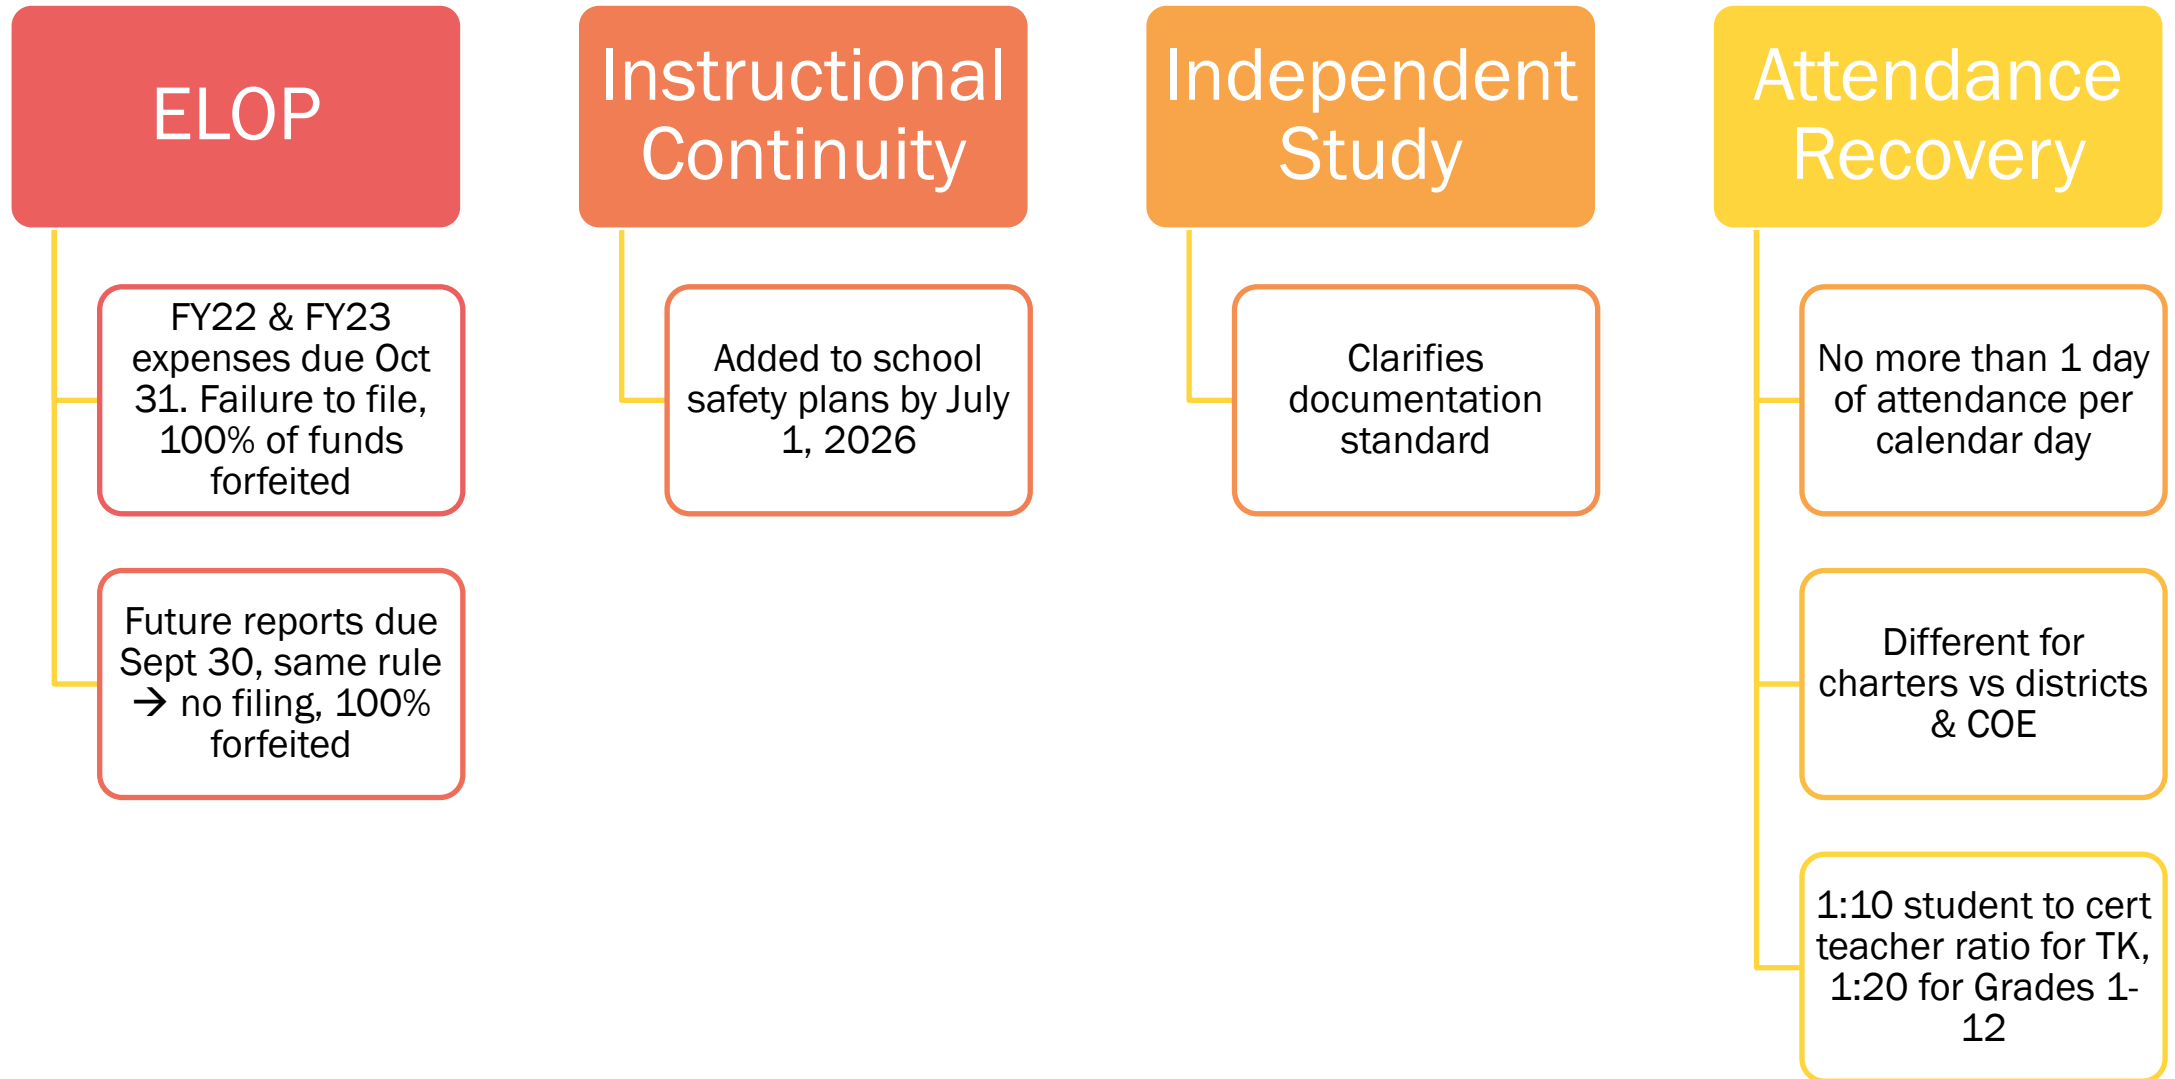 ELOP
FY22 & FY23
expenses due Oct
31. Failure to file,
100% of funds
forfeited
Future reports due
Sept 30, same rule
→ no filing, 100%
forfeited
Instructional
Continuity
Added to school
safety plans by July
1, 2026
Independent
Study
Clarifies
documentation
standard
Attendance
Recovery
No more than 1 day
of attendance per
calendar day
Different for
charters vs districts
& COE
1:10 student to cert
teacher ratio for TK,
1:20 for Grades 1-
12